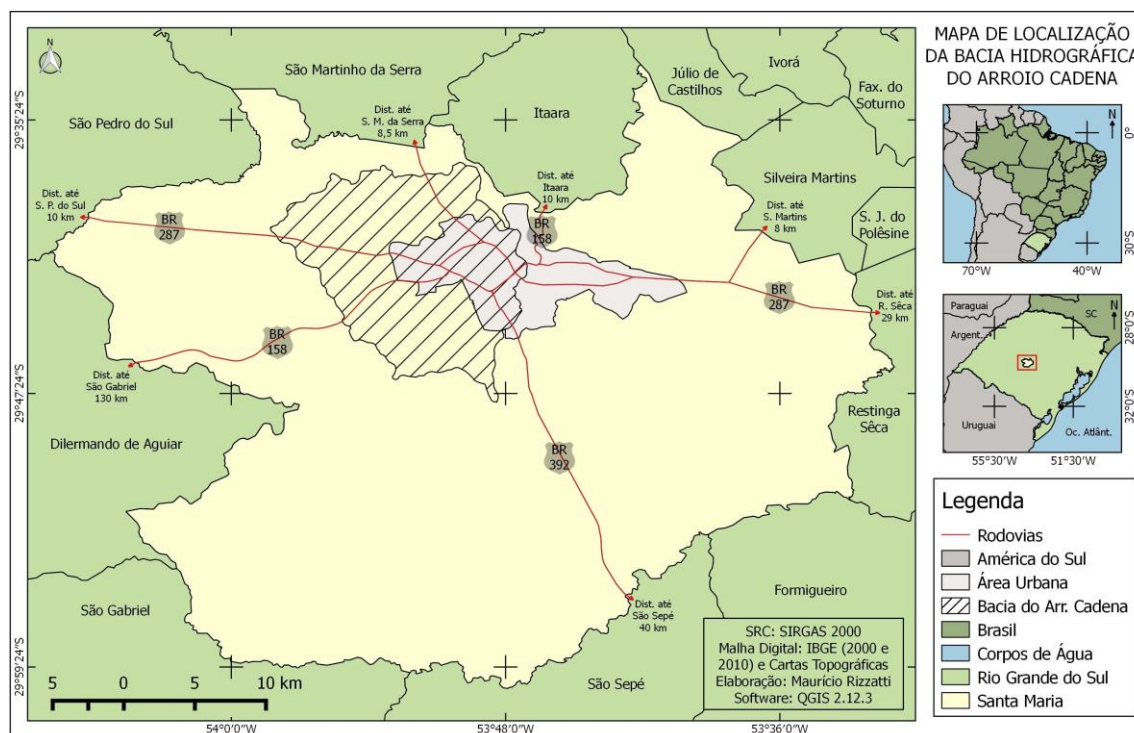 MAPA DE LOCALIZAÇÃO
DA BACIA HIDROGRÁFICA
DO ARROIO CADENA
N
São Martinho da Serra
Júlio de
Castilhos
Ivorá
Fax. do
Soturno
São Pedro do Sul
Itaara
Silveira Martins
S. J. do
Polêsine
Restinga
Sêca
Dilermando de Aguiar
São Gabriel
Formigueiro
São Sepé
Dist. até
S. M. da Serra
8,5 km
Dist. até
S. P. do Sul
10 km
Dist. até
Itaara
10 km
Dist. até
S. Martins
8 km
Dist. até
R. Sêca
29 km
Dist. até
São Gabriel
130 km
Dist. até
São Sepé
40 km
BR
287
BR
158
BR
287
BR
158
BR
392
29°35'24"S
29°47'24"S
29°59'24"S
54°0'0"W
53°48'0"W
53°36'0"W
5 0 5 10 km
SRC: SIRGAS 2000
Malha Digital: IBGE (2000 e
2010) e Cartas Topográficas
Elaboração: Maurício Rizzatti
Software: QGIS 2.12.3
N
0°
30°S
70°W
40°W
Paraguai
SC
N
Argent.
Uruguai
Oc. Atlânt.
28°0'S
32°0'S
55°30'W
51°30'W
Legenda
Rodovias
América do Sul
Área Urbana
Bacia do Arr. Cadena
Brasil
Corpos de Água
Rio Grande do Sul
Santa Maria